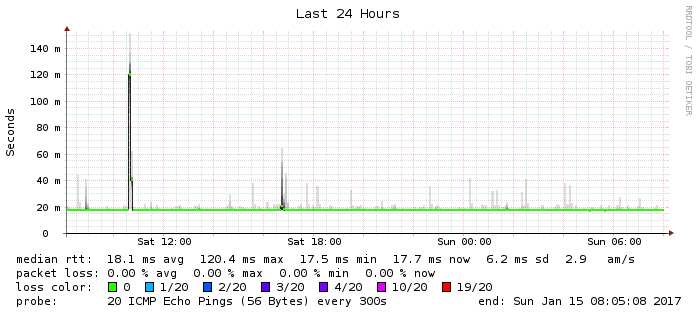 Last 24 Hours
RRDTOOL / TOBI OETIKER
Seconds
140 m
120 m
100 m
80 m
60 m
40 m
20 m
0
Sat 12:00 Sat 18:00 Sun 00:00 Sun 06:00
median rtt: 18.1 ms avg 120.4 ms max 17.5 ms min 17.7 ms now 6.2 ms sd 2.9 am/s
packet loss: 0.00 % avg 0.00 % max 0.00 % min 0.00 % now
loss color: 0 1/20 2/20 3/20 4/20 10/20 19/20
probe: 20 ICMP Echo Pings (56 Bytes) every 300s end: Sun Jan 15 08:05:08 2017